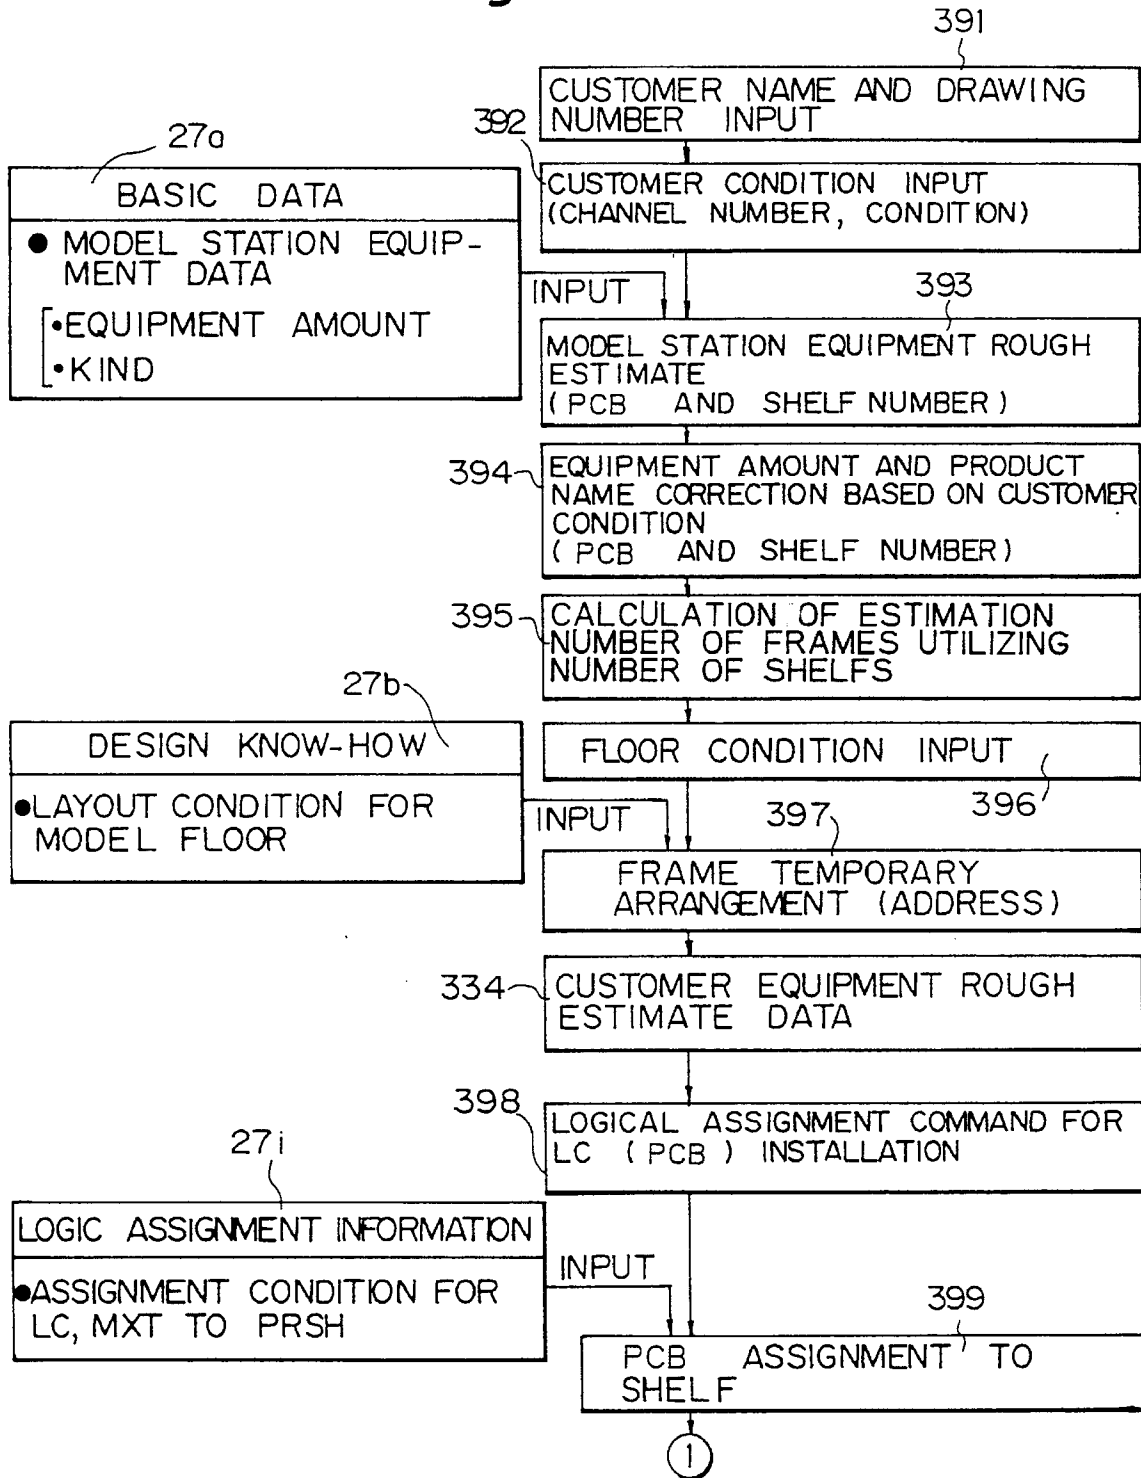 391
CUSTOMER NAME AND DRAWING
NUMBER INPUT
392
27a
BASIC DATA
● MODEL STATION EQUIP-
MENT DATA
•EQUIPMENT AMOUNT
•KIND
CUSTOMER CONDITION INPUT
(CHANNEL NUMBER, CONDITION)
INPUT
393
MODEL STATION EQUIPMENT ROUGH
ESTIMATE
(PCB AND SHELF NUMBER)
394
EQUIPMENT AMOUNT AND PRODUCT
NAME CORRECTION BASED ON CUSTOMER
CONDITION
(PCB AND SHELF NUMBER)
395
CALCULATION OF ESTIMATION
NUMBER OF FRAMES UTILIZING
NUMBER OF SHELFS
27b
DESIGN KNOW-HOW
●LAYOUT CONDITION FOR
MODEL FLOOR
FLOOR CONDITION INPUT
396
INPUT
397
FRAME TEMPORARY
ARRANGEMENT (ADDRESS)
334
CUSTOMER EQUIPMENT ROUGH
ESTIMATE DATA
398
LOGICAL ASSIGNMENT COMMAND FOR
LC (PCB) INSTALLATION
27i
LOGIC ASSIGNMENT INFORMATION
●ASSIGNMENT CONDITION FOR
LC, MXT TO PRSH
INPUT
399
PCB ASSIGNMENT TO
SHELF
1